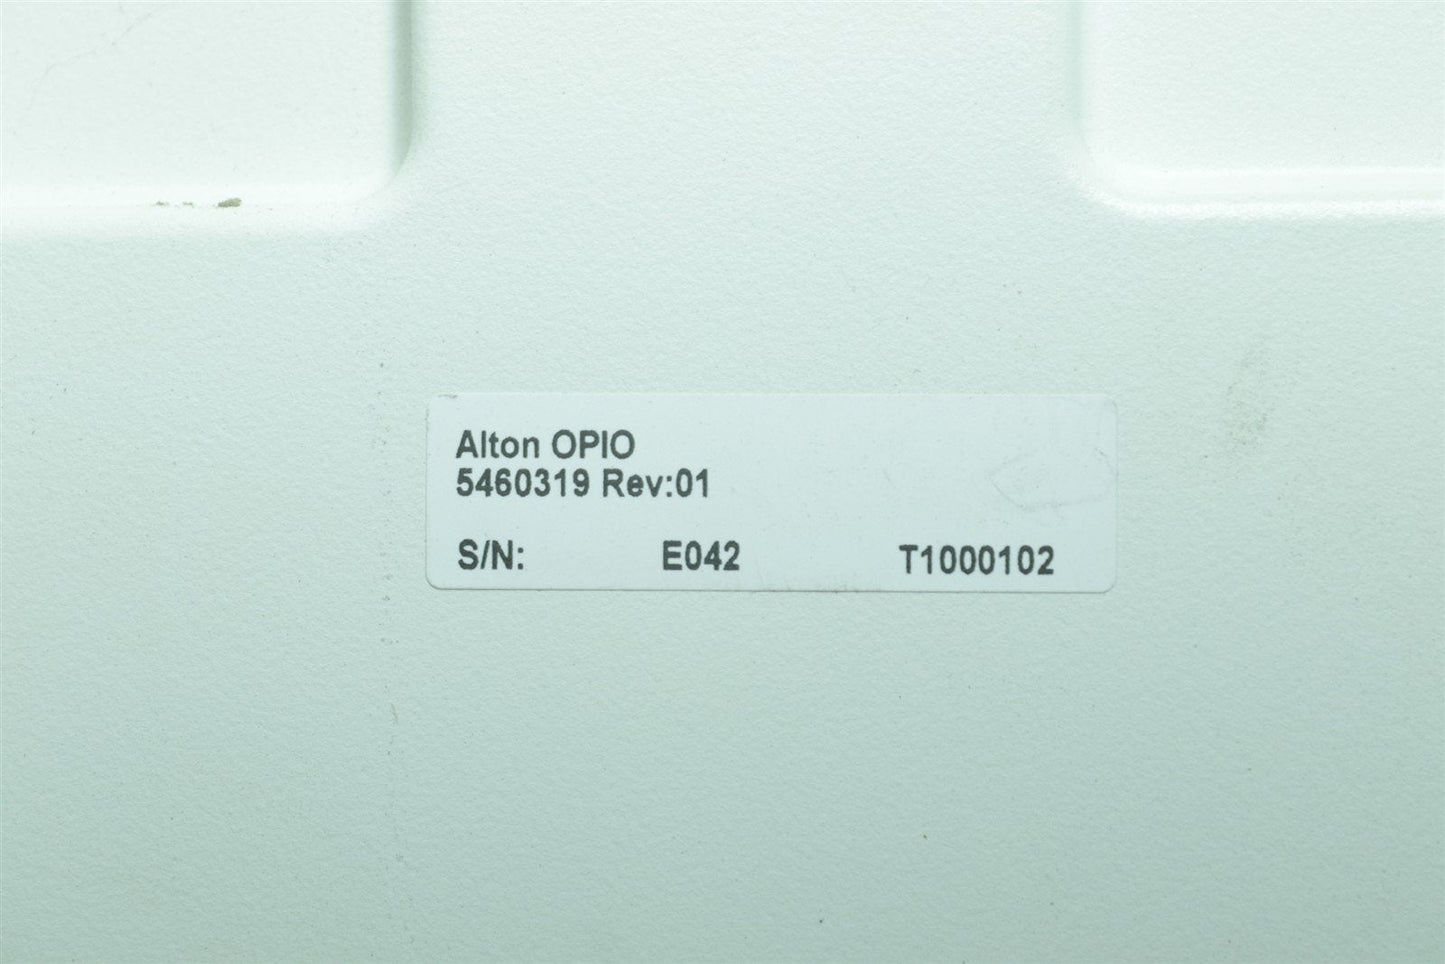 Alton OPIO
5460319 Rev:01
S/N: E042 T1000102